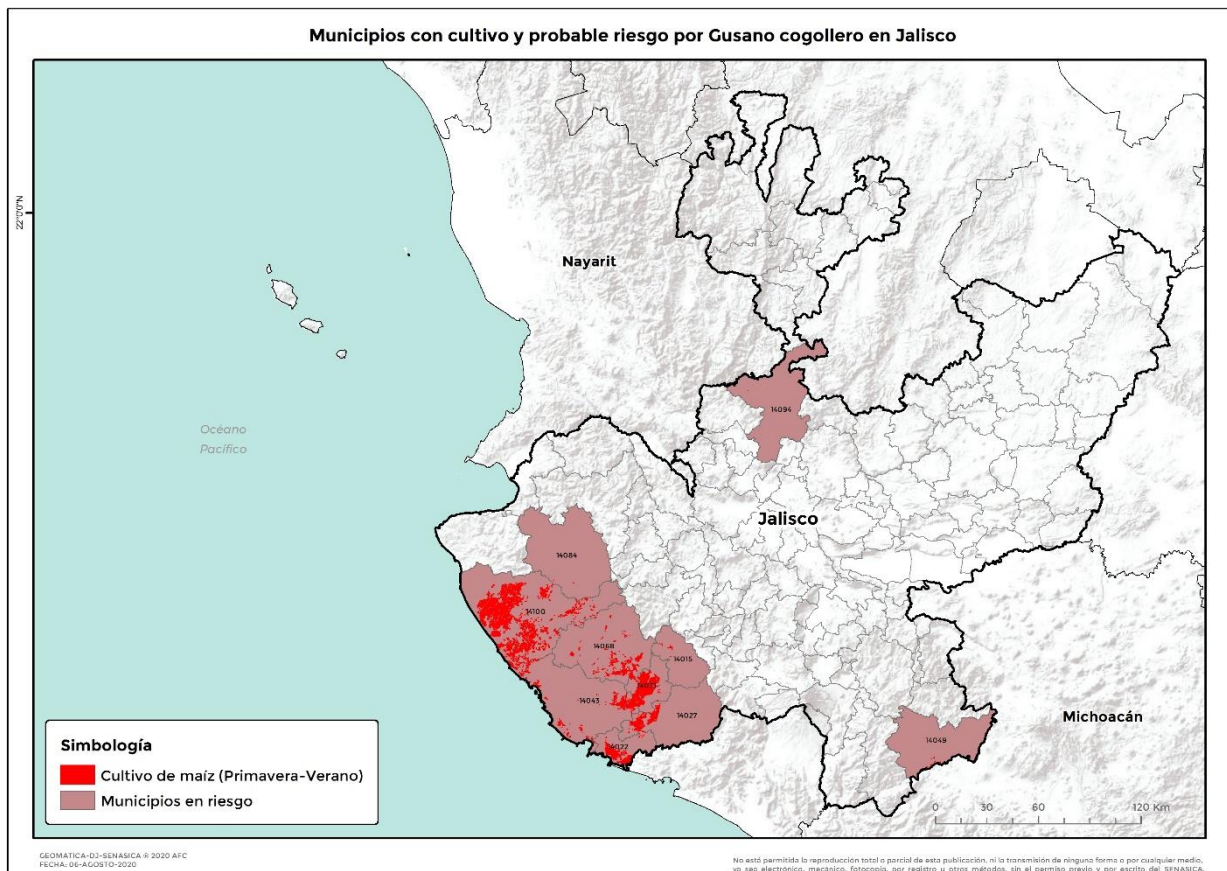 Municipios con cultivo y probable riesgo por Gusano cogollero en Jalisco
22°0'0"N
Nayarit
14094
Océano
Pacífico
Jalisco
14084
14100
14068
14015
14043
14027
14022
14049
Michoacán
Simbología
Cultivo de maíz (Primavera-Verano)
Municipios en riesgo
0 30 60 120 Km
GEOMATICA-DJ-SENASICA ® 2020 AFC
FECHA: 06-AGOSTO-2020
No está permitida la reproducción total o parcial de esta publicación, ni la transmisión de ninguna forma o por cualquier medio,
ya sea electrónico, mecánico, fotocopia, por registro u otros métodos, sin el permiso previo y por escrito del SENASICA.